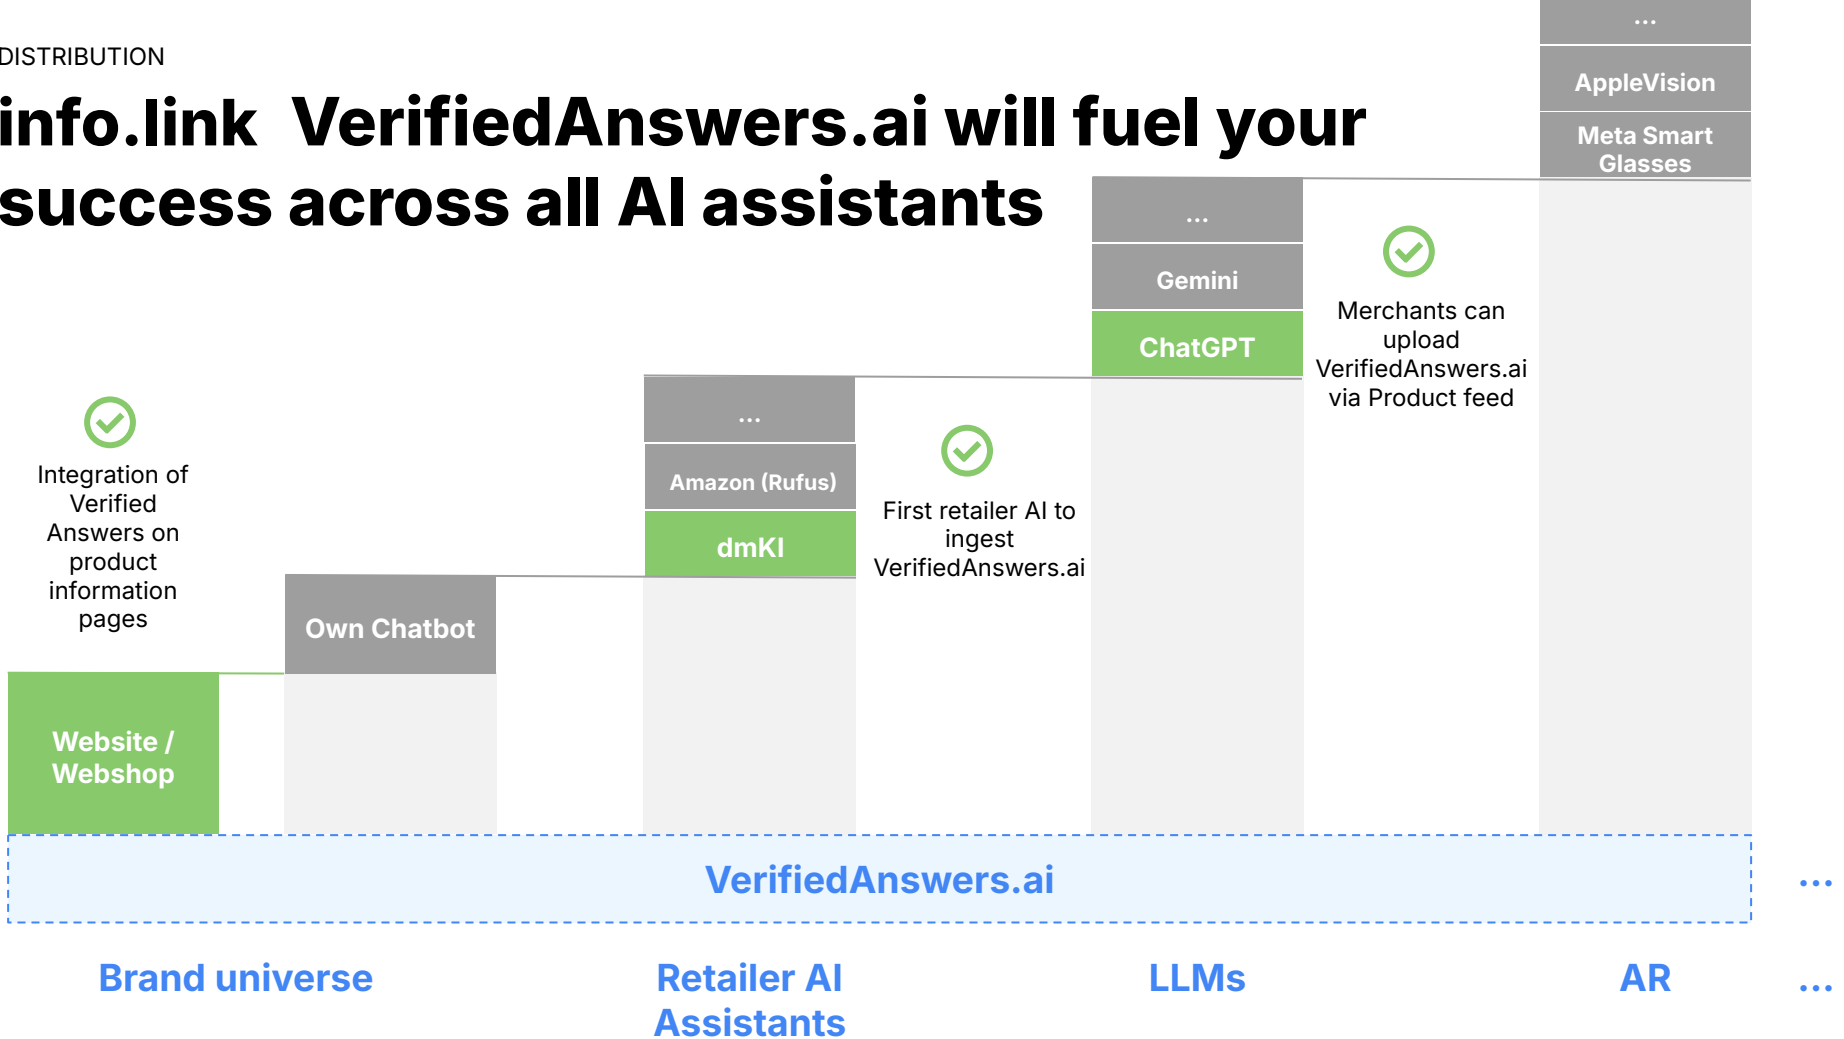 DISTRIBUTION
info.link VerifiedAnswers.ai will fuel your
success across all AI assistants
Integration of
Verified
Answers on
product
information
pages
Website /
Webshop
Own Chatbot
...
Amazon (Rufus)
dmKI
First retailer AI to
ingest
VerifiedAnswers.ai
...
Gemini
ChatGPT
Merchants can
upload
VerifiedAnswers.ai
via Product feed
...
AppleVision
Meta Smart
Glasses
VerifiedAnswers.ai
...
Brand universe
Retailer AI
Assistants
LLMs
AR
...